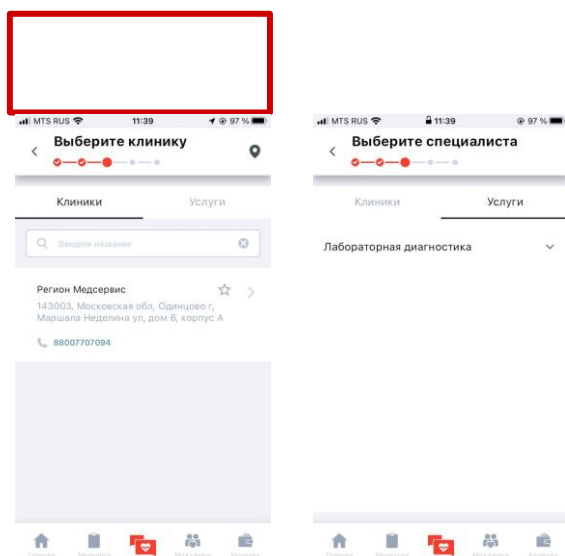 MTS RUS 11:39 97 %
Выберите клинику
Клиники Услуги
Введите название
Регион Медсервис
143003, Московская обл, Одинцово г,
Маршала Неделина ул, дом 6, корпус А
88007707094
MTS RUS 11:39 97 %
Выберите специалиста
Клиники Услуги
Лабораторная диагностика